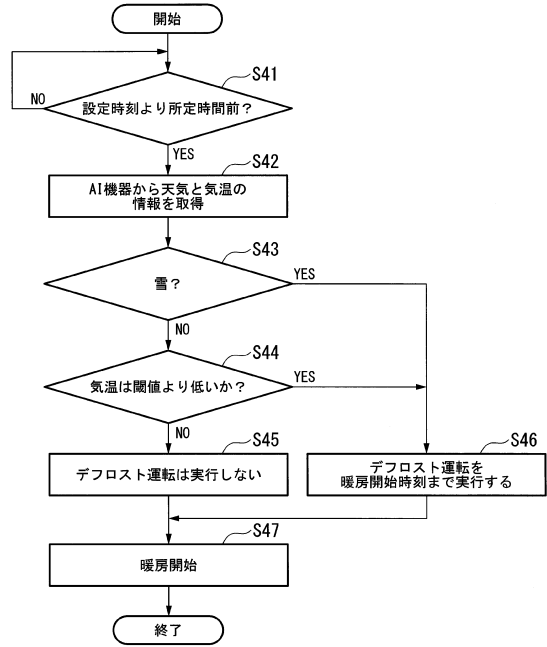 開始
S41
設定時刻より所定時間前？
NO
YES
S42
AI機器から天気と気温の
情報を取得
S43
雪？
YES
NO
S44
気温は閾値より低いか？
YES
NO
S45
デフロスト運転は実行しない
S46
デフロスト運転を
暖房開始時刻まで実行する
S47
暖房開始
終了